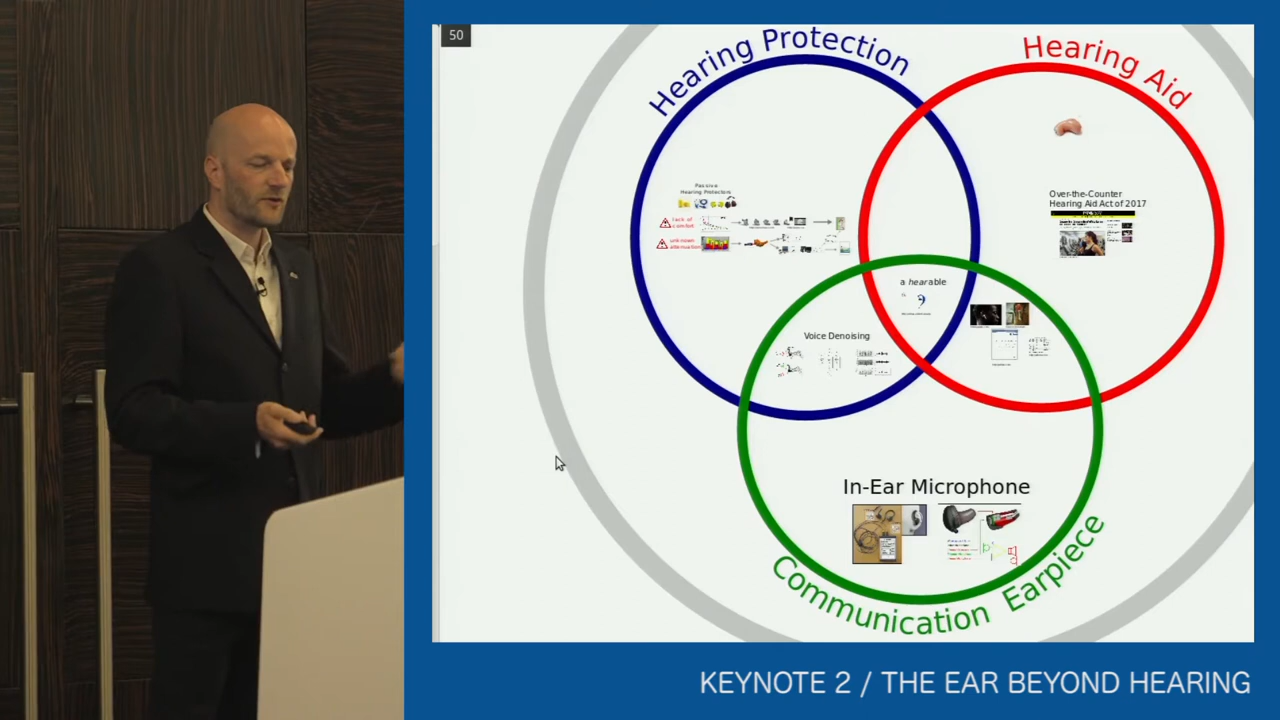 50
Hearing Protection
Hearing Aid
Passive
Hearing Protectors
lack of
comfort
unknown
attenuation
Over-the-Counter
Hearing Aid Act of 2017
a hearable
Voice Denoising
In-Ear Microphone
Communication Earpiece
KEYNOTE 2 / THE EAR BEYOND HEARING